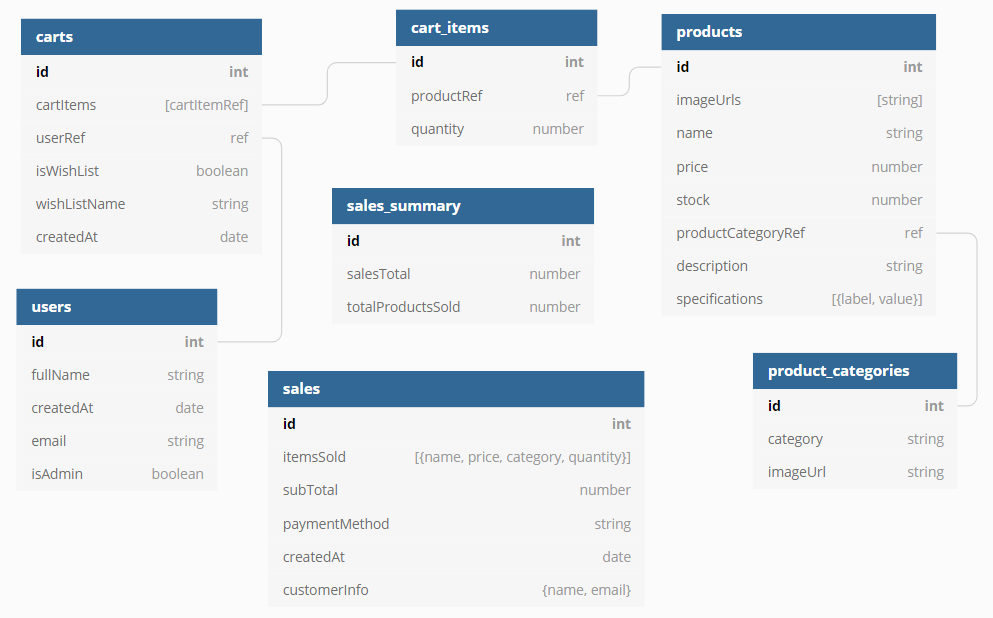 carts
id int
cartItems [cartItemRef]
userRef ref
isWishList boolean
wishListName string
createdAt date
cart_items
id int
productRef ref
quantity number
products
id int
imageUrls [string]
name string
price number
stock number
productCategoryRef ref
description string
specifications [{label, value}]
sales_summary
id int
salesTotal number
totalProductsSold number
users
id int
fullName string
createdAt date
email string
isAdmin boolean
sales
id int
itemsSold [{name, price, category, quantity}]
subTotal number
paymentMethod string
createdAt date
customerInfo {name, email}
product_categories
id int
category string
imageUrl string